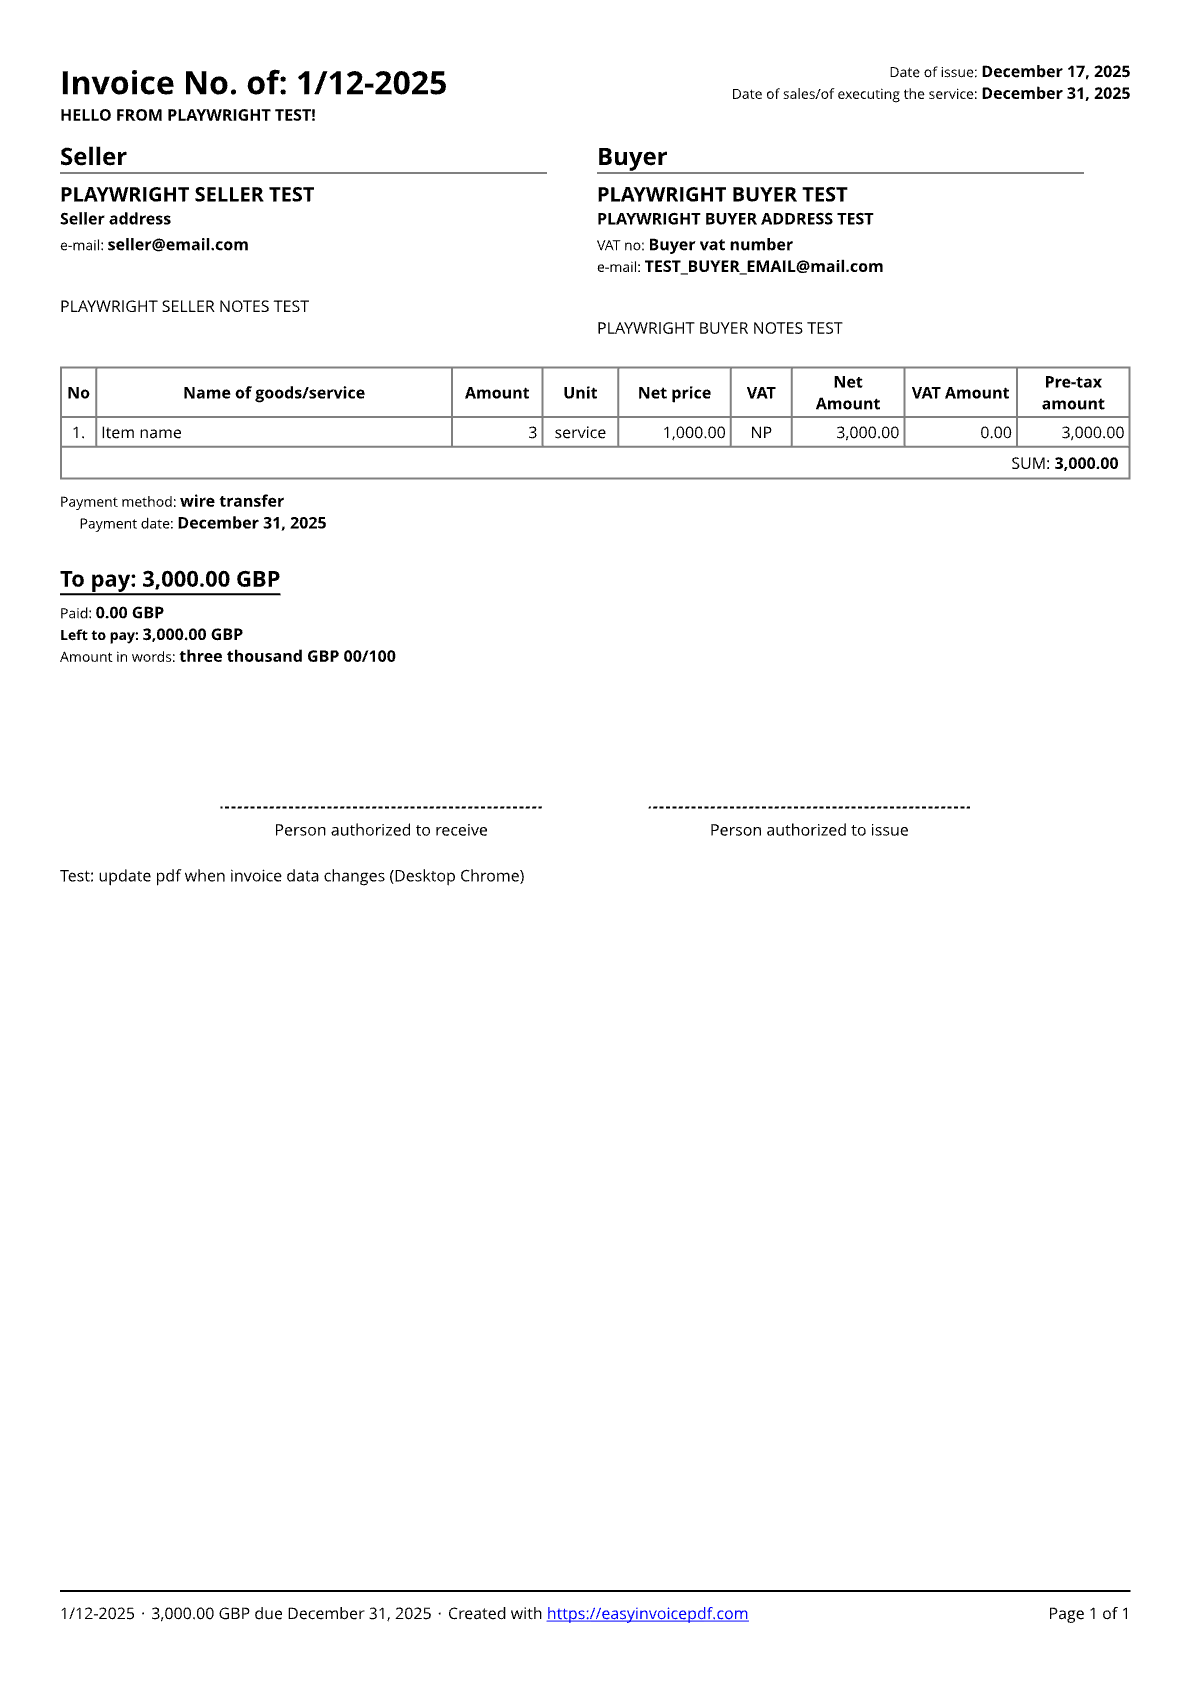 Invoice No. of: 1/12-2025
HELLO FROM PLAYWRIGHT TEST!
Date of issue: December 17, 2025
Date of sales/of executing the service: December 31, 2025
Seller
PLAYWRIGHT SELLER TEST
Seller address
e-mail: seller@email.com
PLAYWRIGHT SELLER NOTES TEST
Buyer
PLAYWRIGHT BUYER TEST
PLAYWRIGHT BUYER ADDRESS TEST
VAT no: Buyer vat number
e-mail: TEST_BUYER_EMAIL@mail.com
PLAYWRIGHT BUYER NOTES TEST
No Name of goods/service Amount Unit Net price VAT Net Amount VAT Amount Pre-tax amount
1. Item name 3 service 1,000.00 NP 3,000.00 0.00 3,000.00
SUM: 3,000.00
Payment method: wire transfer
Payment date: December 31, 2025
To pay: 3,000.00 GBP
Paid: 0.00 GBP
Left to pay: 3,000.00 GBP
Amount in words: three thousand GBP 00/100
Person authorized to receive
Person authorized to issue
Test: update pdf when invoice data changes (Desktop Chrome)
1/12-2025 · 3,000.00 GBP due December 31, 2025 · Created with https://easyinvoicepdf.com
Page 1 of 1